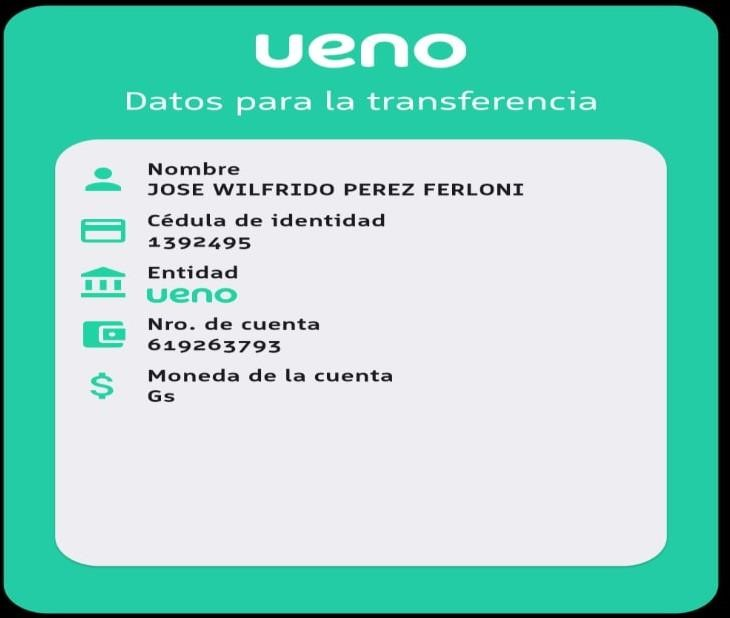 ueno
Datos para la transferencia
Nombre
JOSE WILFRIDO PEREZ FERLONI
Cédula de identidad
1392495
Entidad
ueno
Nro. de cuenta
619263793
Moneda de la cuenta
Gs